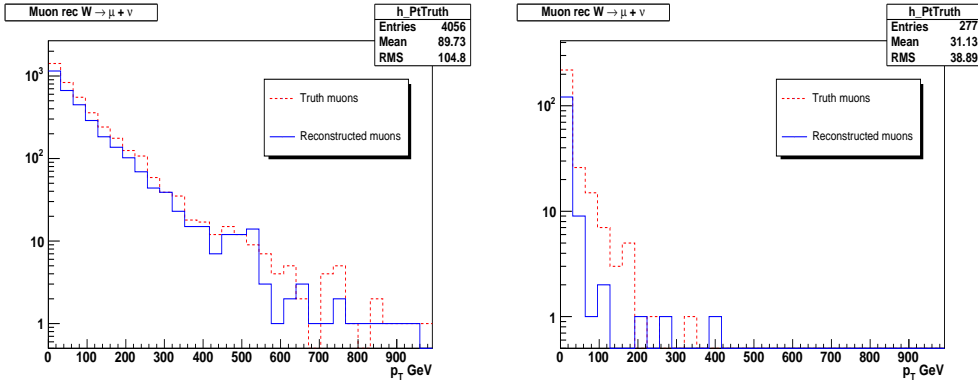 Muon rec W → μ + ν
h_PtTruth
Entries 4056
Mean 89.73
RMS 104.8
Truth muons
Reconstructed muons
10³
10²
10
1
0 100 200 300 400 500 600 700 800 900
p_T GeV
Muon rec W → μ + ν
h_PtTruth
Entries 277
Mean 31.13
RMS 38.89
Truth muons
Reconstructed muons
10²
10
1
0 100 200 300 400 500 600 700 800 900
p_T GeV